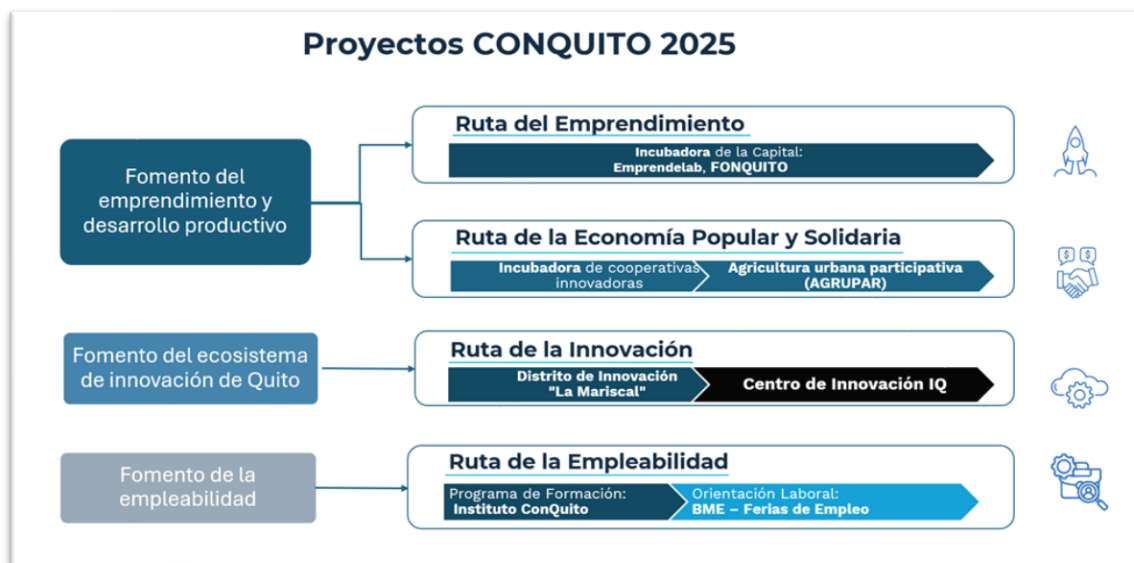 Proyectos CONQUITO 2025
Fomento del
emprendimiento y
desarrollo productivo
Ruta del Emprendimiento
Incubadora de la Capital:
Emprendelab, FONQUITO
Ruta de la Economía Popular y Solidaria
Incubadora de cooperativas
innovadoras
Agricultura urbana participativa
(AGRUPAR)
Fomento del ecosistema
de innovación de Quito
Ruta de la Innovación
Distrito de Innovación
"La Mariscal"
Centro de Innovación IQ
Fomento de la
empleabilidad
Ruta de la Empleabilidad
Programa de Formación:
Instituto ConQuito
Orientación Laboral:
BME – Ferias de Empleo
$ $